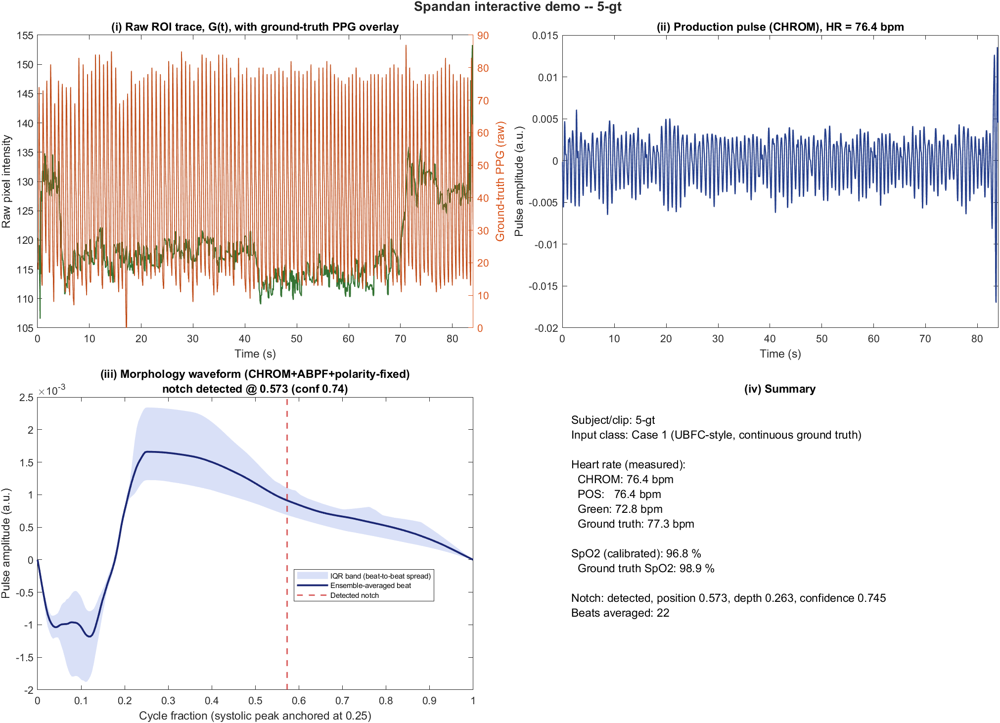 Spandan interactive demo -- 5-gt
(i) Raw ROI trace, G(t), with ground-truth PPG overlay
155
150
145
140
135
130
125
120
115
110
105
Raw pixel intensity
90
80
70
60
50
40
30
20
10
0
Ground-truth PPG (raw)
0 10 20 30 40 50 60 70 80
Time (s)
(ii) Production pulse (CHROM), HR = 76.4 bpm
0.015
0.01
0.005
0
-0.005
-0.01
-0.015
-0.02
Pulse amplitude (a.u.)
0 10 20 30 40 50 60 70 80
Time (s)
(iii) Morphology waveform (CHROM+ABPF+polarity-fixed)
notch detected @ 0.573 (conf 0.74)
×10-3
2.5
2
1.5
1
0.5
0
-0.5
-1
-1.5
-2
Pulse amplitude (a.u.)
IQR band (beat-to-beat spread)
Ensemble-averaged beat
Detected notch
0 0.1 0.2 0.3 0.4 0.5 0.6 0.7 0.8 0.9 1
Cycle fraction (systolic peak anchored at 0.25)
(iv) Summary
Subject/clip: 5-gt
Input class: Case 1 (UBFC-style, continuous ground truth)
Heart rate (measured):
CHROM: 76.4 bpm
POS: 76.4 bpm
Green: 72.8 bpm
Ground truth: 77.3 bpm
SpO2 (calibrated): 96.8 %
Ground truth SpO2: 98.9 %
Notch: detected, position 0.573, depth 0.263, confidence 0.745
Beats averaged: 22